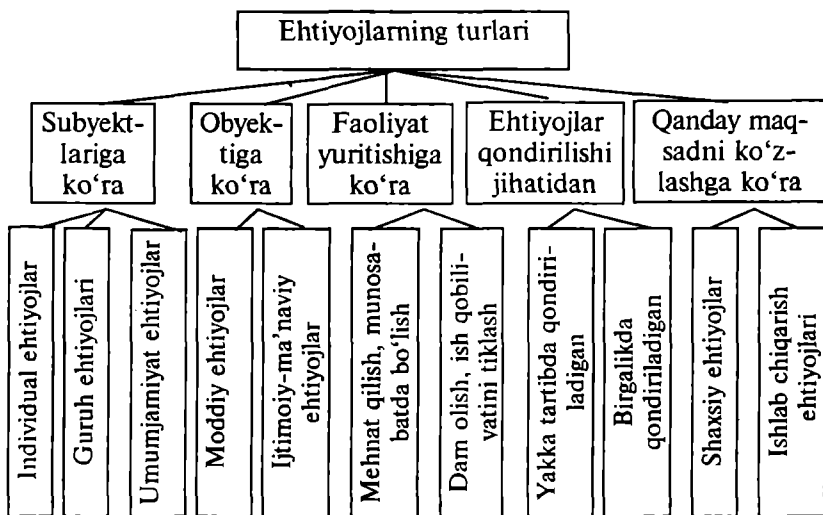 Ehtiyojlarning turlari
Subyekt-
lariga
ko‘ra
Obyek-
tiga
ko‘ra
Faoliyat
yuritishiga
ko‘ra
Ehtiyojlar
qondirilishi
jihatidan
Qanday maq-
sadni ko‘z-
lashga ko‘ra
Individual ehtiyojlar
Guruh ehtiyojlari
Umumjamiyat ehtiyojlar
Moddiy ehtiyojlar
Ijtimoiy-ma’naviy
ehtiyojlar
Mehnat qilish, munosa-
batda bo‘lish
Dam olish, ish qobili-
yatini tiklash
Yakka tartibda qondiri-
ladigan
Birgalikda
qondiriladigan
Shaxsiy ehtiyojlar
Ishlab chiqarish
ehtiyojlari